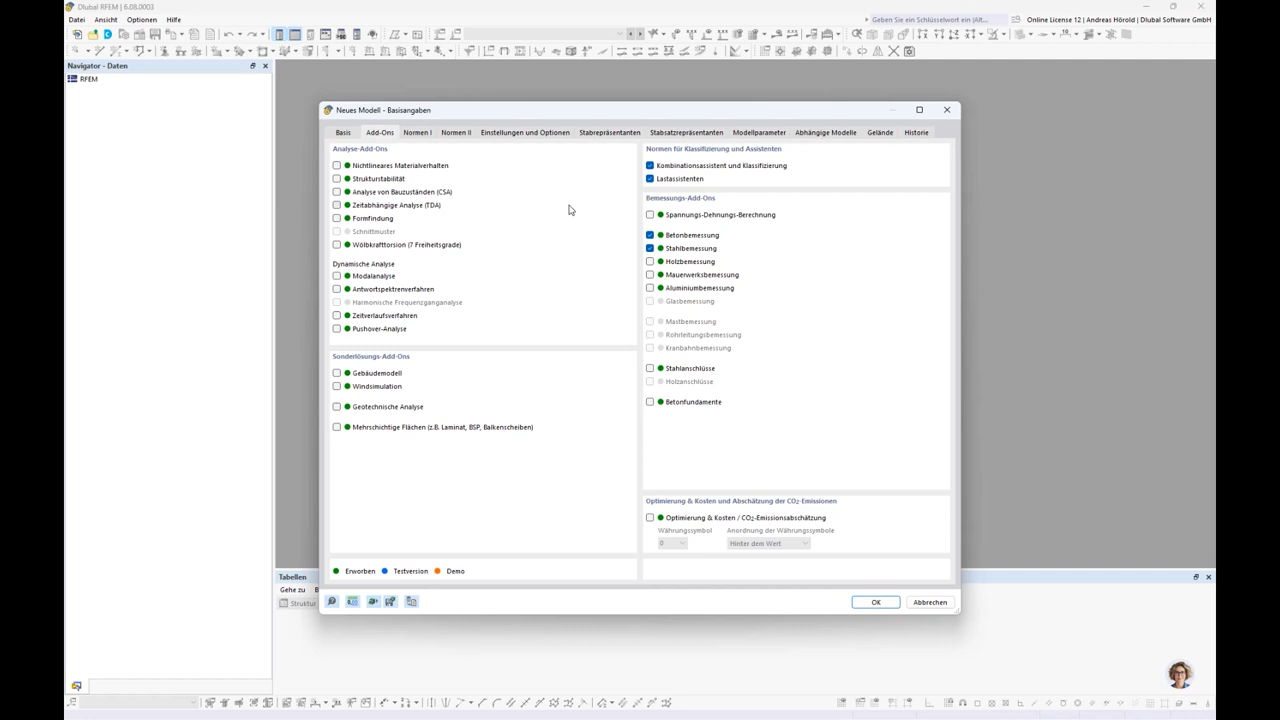 Dlubal RFEM | 6.08.0003
Datei Ansicht Optionen Hilfe
Geben Sie ein Schlüsselwort ein (Alt... Online License 12 | Andreas Hörold | Dlubal Software GmbH
Navigator - Daten
RFEM
Neues Modell - Basisangaben
Basis Add-Ons Normen I Normen II Einstellungen und Optionen Stabrepräsentanten Stabsatzrepräsentanten Modellparameter Abhängige Modelle Gelände Historie
Analyse-Add-Ons
Nichtlineares Materialverhalten
Strukturstabilität
Analyse von Bauzuständen (CSA)
Zeitabhängige Analyse (TDA)
Formfindung
Schnittmuster
Wölbkrafttorsion (7 Freiheitsgrade)
Dynamische Analyse
Modalanalyse
Antwortspektrenverfahren
Harmonische Frequenzganganalyse
Zeitverlaufsverfahren
Pushover-Analyse
Sonderlösungs-Add-Ons
Gebäudemodell
Windsimulation
Geotechnische Analyse
Mehrschichtige Flächen (z.B. Laminat, BSP, Balkenscheiben)
Erworben Testversion Demo
Normen für Klassifizierung und Assistenten
Kombinationsassistent und Klassifizierung
Lastassistenten
Bemessungs-Add-Ons
Spannungs-Dehnungs-Berechnung
Betonbemessung
Stahlbemessung
Holzbemessung
Mauerwerksbemessung
Aluminiumbemessung
Glasbemessung
Mastbemessung
Rohrleitungsbemessung
Kranbahnbemessung
Stahlanschlüsse
Holzanschlüsse
Betonfundamente
Optimierung & Kosten und Abschätzung der CO₂-Emissionen
Optimierung & Kosten / CO₂-Emissionsabschätzung
Währungssymbol Anordnung der Währungssymbole
Hinter dem Wert
OK Abbrechen
Tabellen
Gehe zu
Struktur